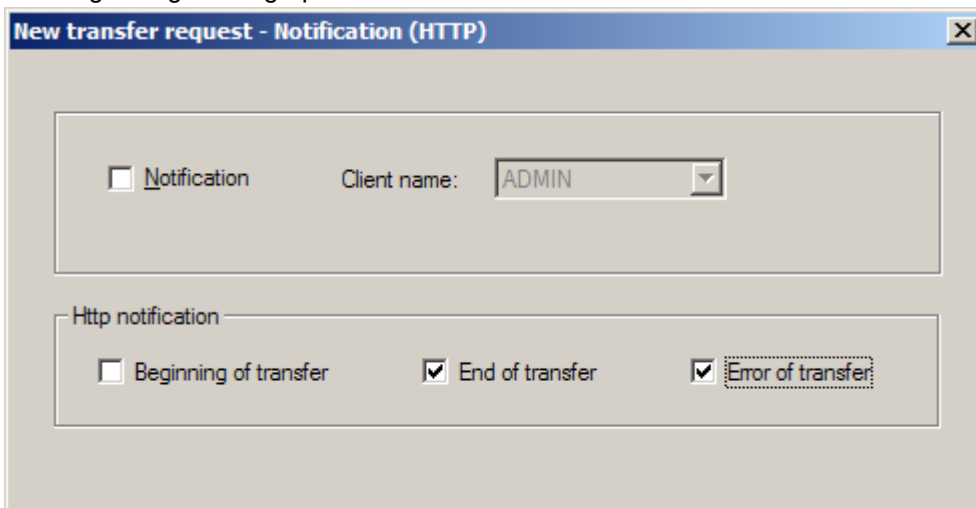 New transfer request - Notification (HTTP)
Notification Client name: ADMIN
Http notification
Beginning of transfer End of transfer Error of transfer